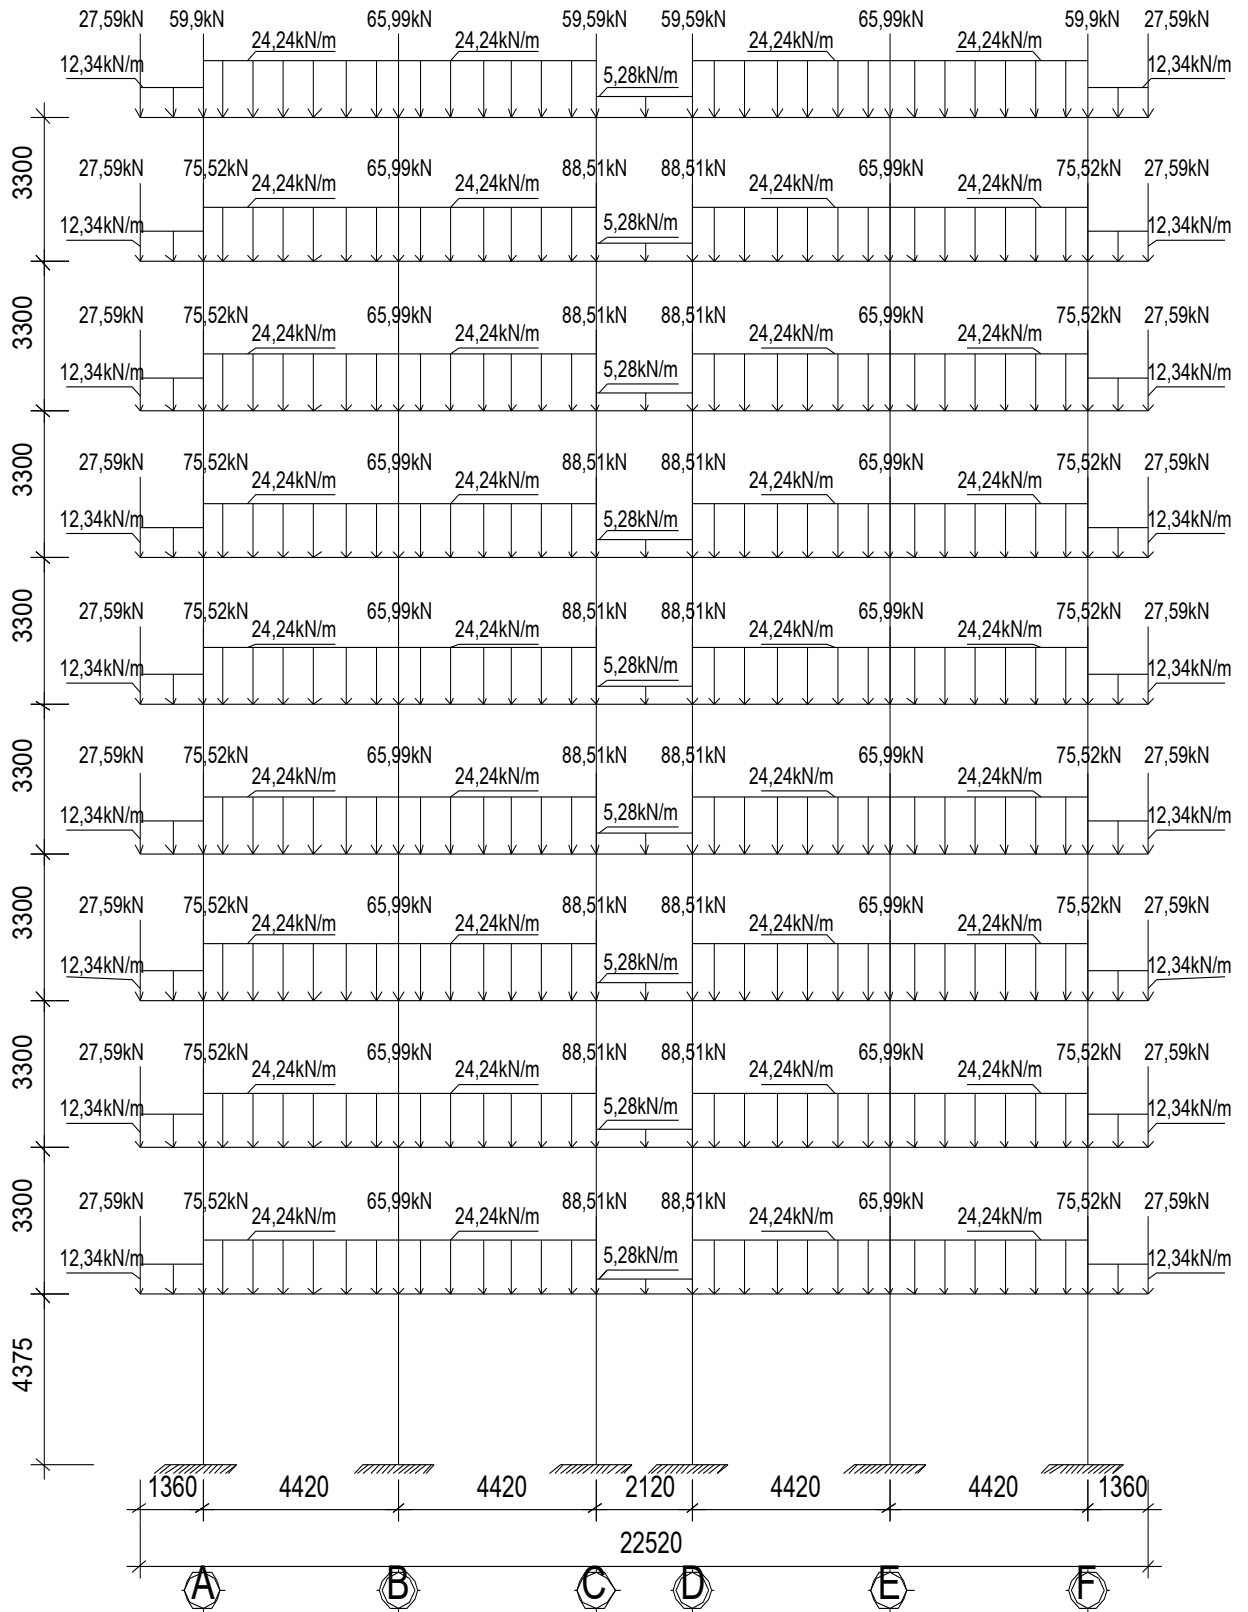 27,59kN 59,9kN 65,99kN 59,59kN 59,59kN 65,99kN 59,9kN 27,59kN
24,24kN/m 24,24kN/m 24,24kN/m 24,24kN/m
12,34kN/m 5,28kN/m 12,34kN/m
3300
27,59kN 75,52kN 65,99kN 88,51kN 88,51kN 65,99kN 75,52kN 27,59kN
24,24kN/m 24,24kN/m 24,24kN/m 24,24kN/m
12,34kN/m 5,28kN/m 12,34kN/m
3300
27,59kN 75,52kN 65,99kN 88,51kN 88,51kN 65,99kN 75,52kN 27,59kN
24,24kN/m 24,24kN/m 24,24kN/m 24,24kN/m
12,34kN/m 5,28kN/m 12,34kN/m
3300
27,59kN 75,52kN 65,99kN 88,51kN 88,51kN 65,99kN 75,52kN 27,59kN
24,24kN/m 24,24kN/m 24,24kN/m 24,24kN/m
12,34kN/m 5,28kN/m 12,34kN/m
3300
27,59kN 75,52kN 65,99kN 88,51kN 88,51kN 65,99kN 75,52kN 27,59kN
24,24kN/m 24,24kN/m 24,24kN/m 24,24kN/m
12,34kN/m 5,28kN/m 12,34kN/m
3300
27,59kN 75,52kN 65,99kN 88,51kN 88,51kN 65,99kN 75,52kN 27,59kN
24,24kN/m 24,24kN/m 24,24kN/m 24,24kN/m
12,34kN/m 5,28kN/m 12,34kN/m
3300
27,59kN 75,52kN 65,99kN 88,51kN 88,51kN 65,99kN 75,52kN 27,59kN
24,24kN/m 24,24kN/m 24,24kN/m 24,24kN/m
12,34kN/m 5,28kN/m 12,34kN/m
3300
27,59kN 75,52kN 65,99kN 88,51kN 88,51kN 65,99kN 75,52kN 27,59kN
24,24kN/m 24,24kN/m 24,24kN/m 24,24kN/m
12,34kN/m 5,28kN/m 12,34kN/m
3300
27,59kN 75,52kN 65,99kN 88,51kN 88,51kN 65,99kN 75,52kN 27,59kN
24,24kN/m 24,24kN/m 24,24kN/m 24,24kN/m
12,34kN/m 5,28kN/m 12,34kN/m
4375
1360 4420 4420 2120 4420 4420 1360
22520
A B C D E F